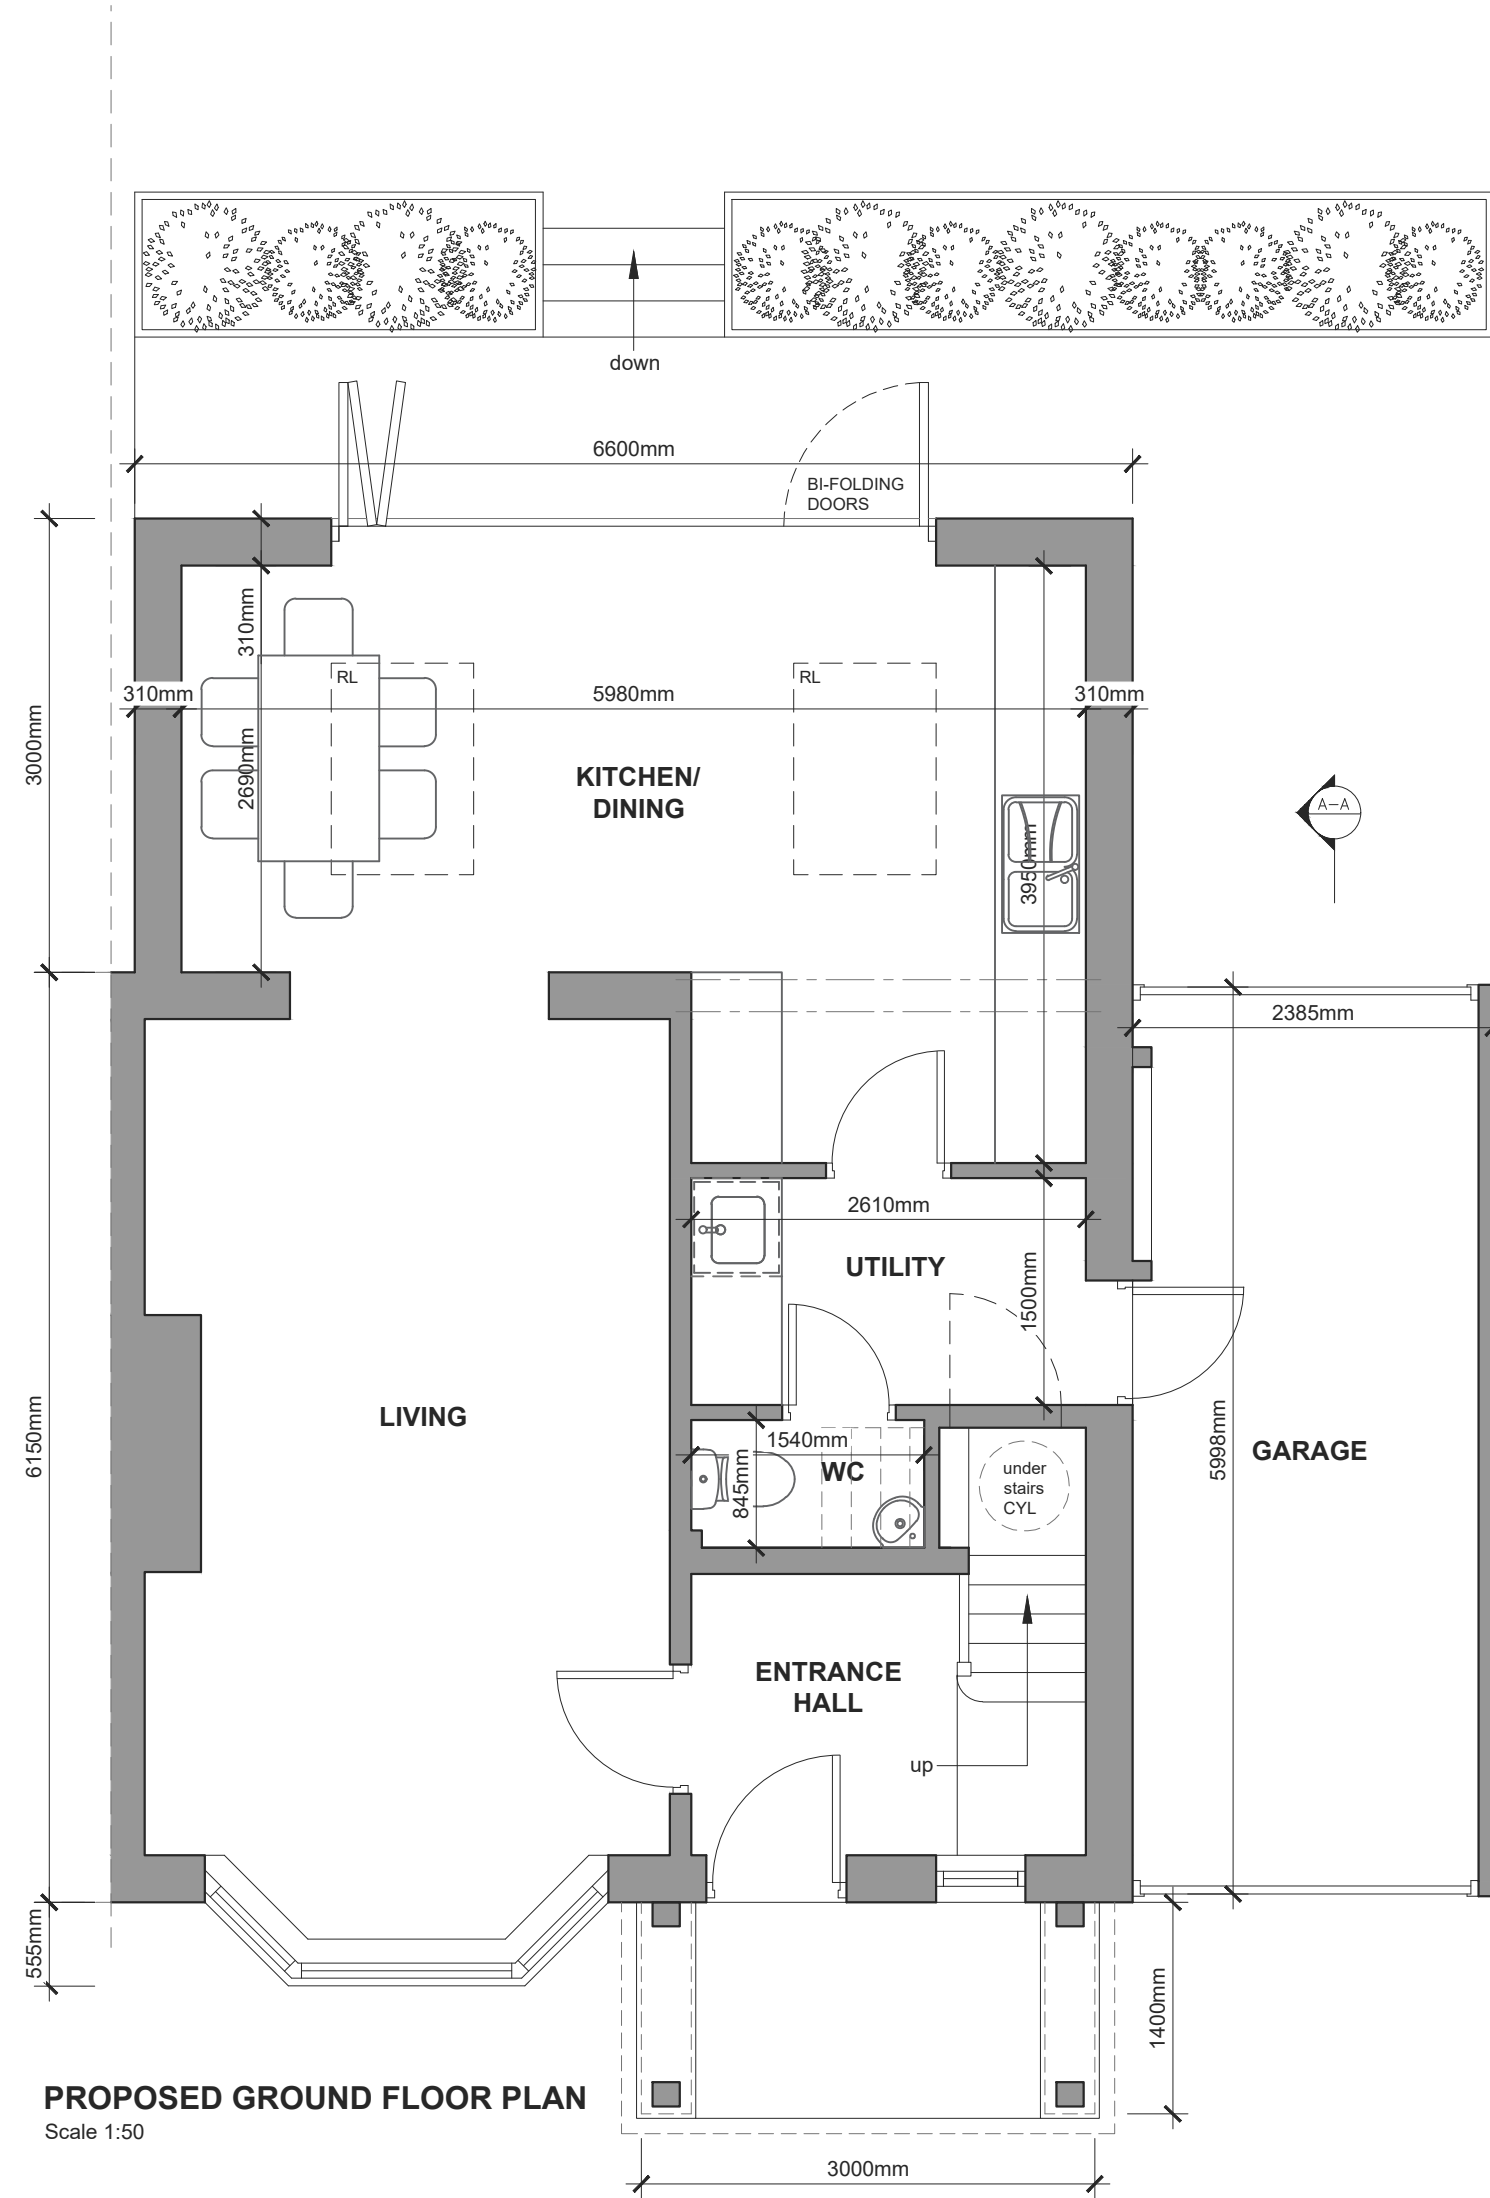 down
6600mm
BI-FOLDING
DOORS
310mm
3000mm
RL
RL
310mm
5980mm
310mm
2690mm
KITCHEN/
DINING
A-A
3950mm
2385mm
2610mm
UTILITY
1500mm
LIVING
6150mm
1540mm
WC
845mm
under
stairs
CYL
5998mm
GARAGE
ENTRANCE
HALL
up
555mm
1400mm
PROPOSED GROUND FLOOR PLAN
Scale 1:50
3000mm